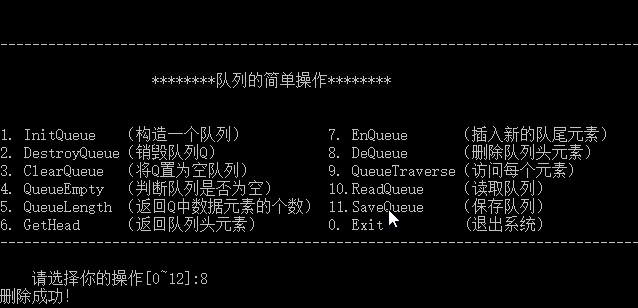 --------------------------------------------------------------------------------
********队列的简单操作********
1. InitQueue (构造一个队列) 7. EnQueue (插入新的队尾元素)
2. DestroyQueue(销毁队列Q) 8. DeQueue (删除队列头元素)
3. ClearQueue (将Q置为空队列) 9. QueueTraverse(访问每个元素)
4. QueueEmpty (判断队列是否为空) 10.ReadQueue (读取队列)
5. QueueLength (返回Q中数据元素的个数) 11.SaveQueue (保存队列)
6. GetHead (返回队列头元素) 0. Exit (退出系统)
--------------------------------------------------------------------------------
请选择你的操作[0~12]:8
删除成功!